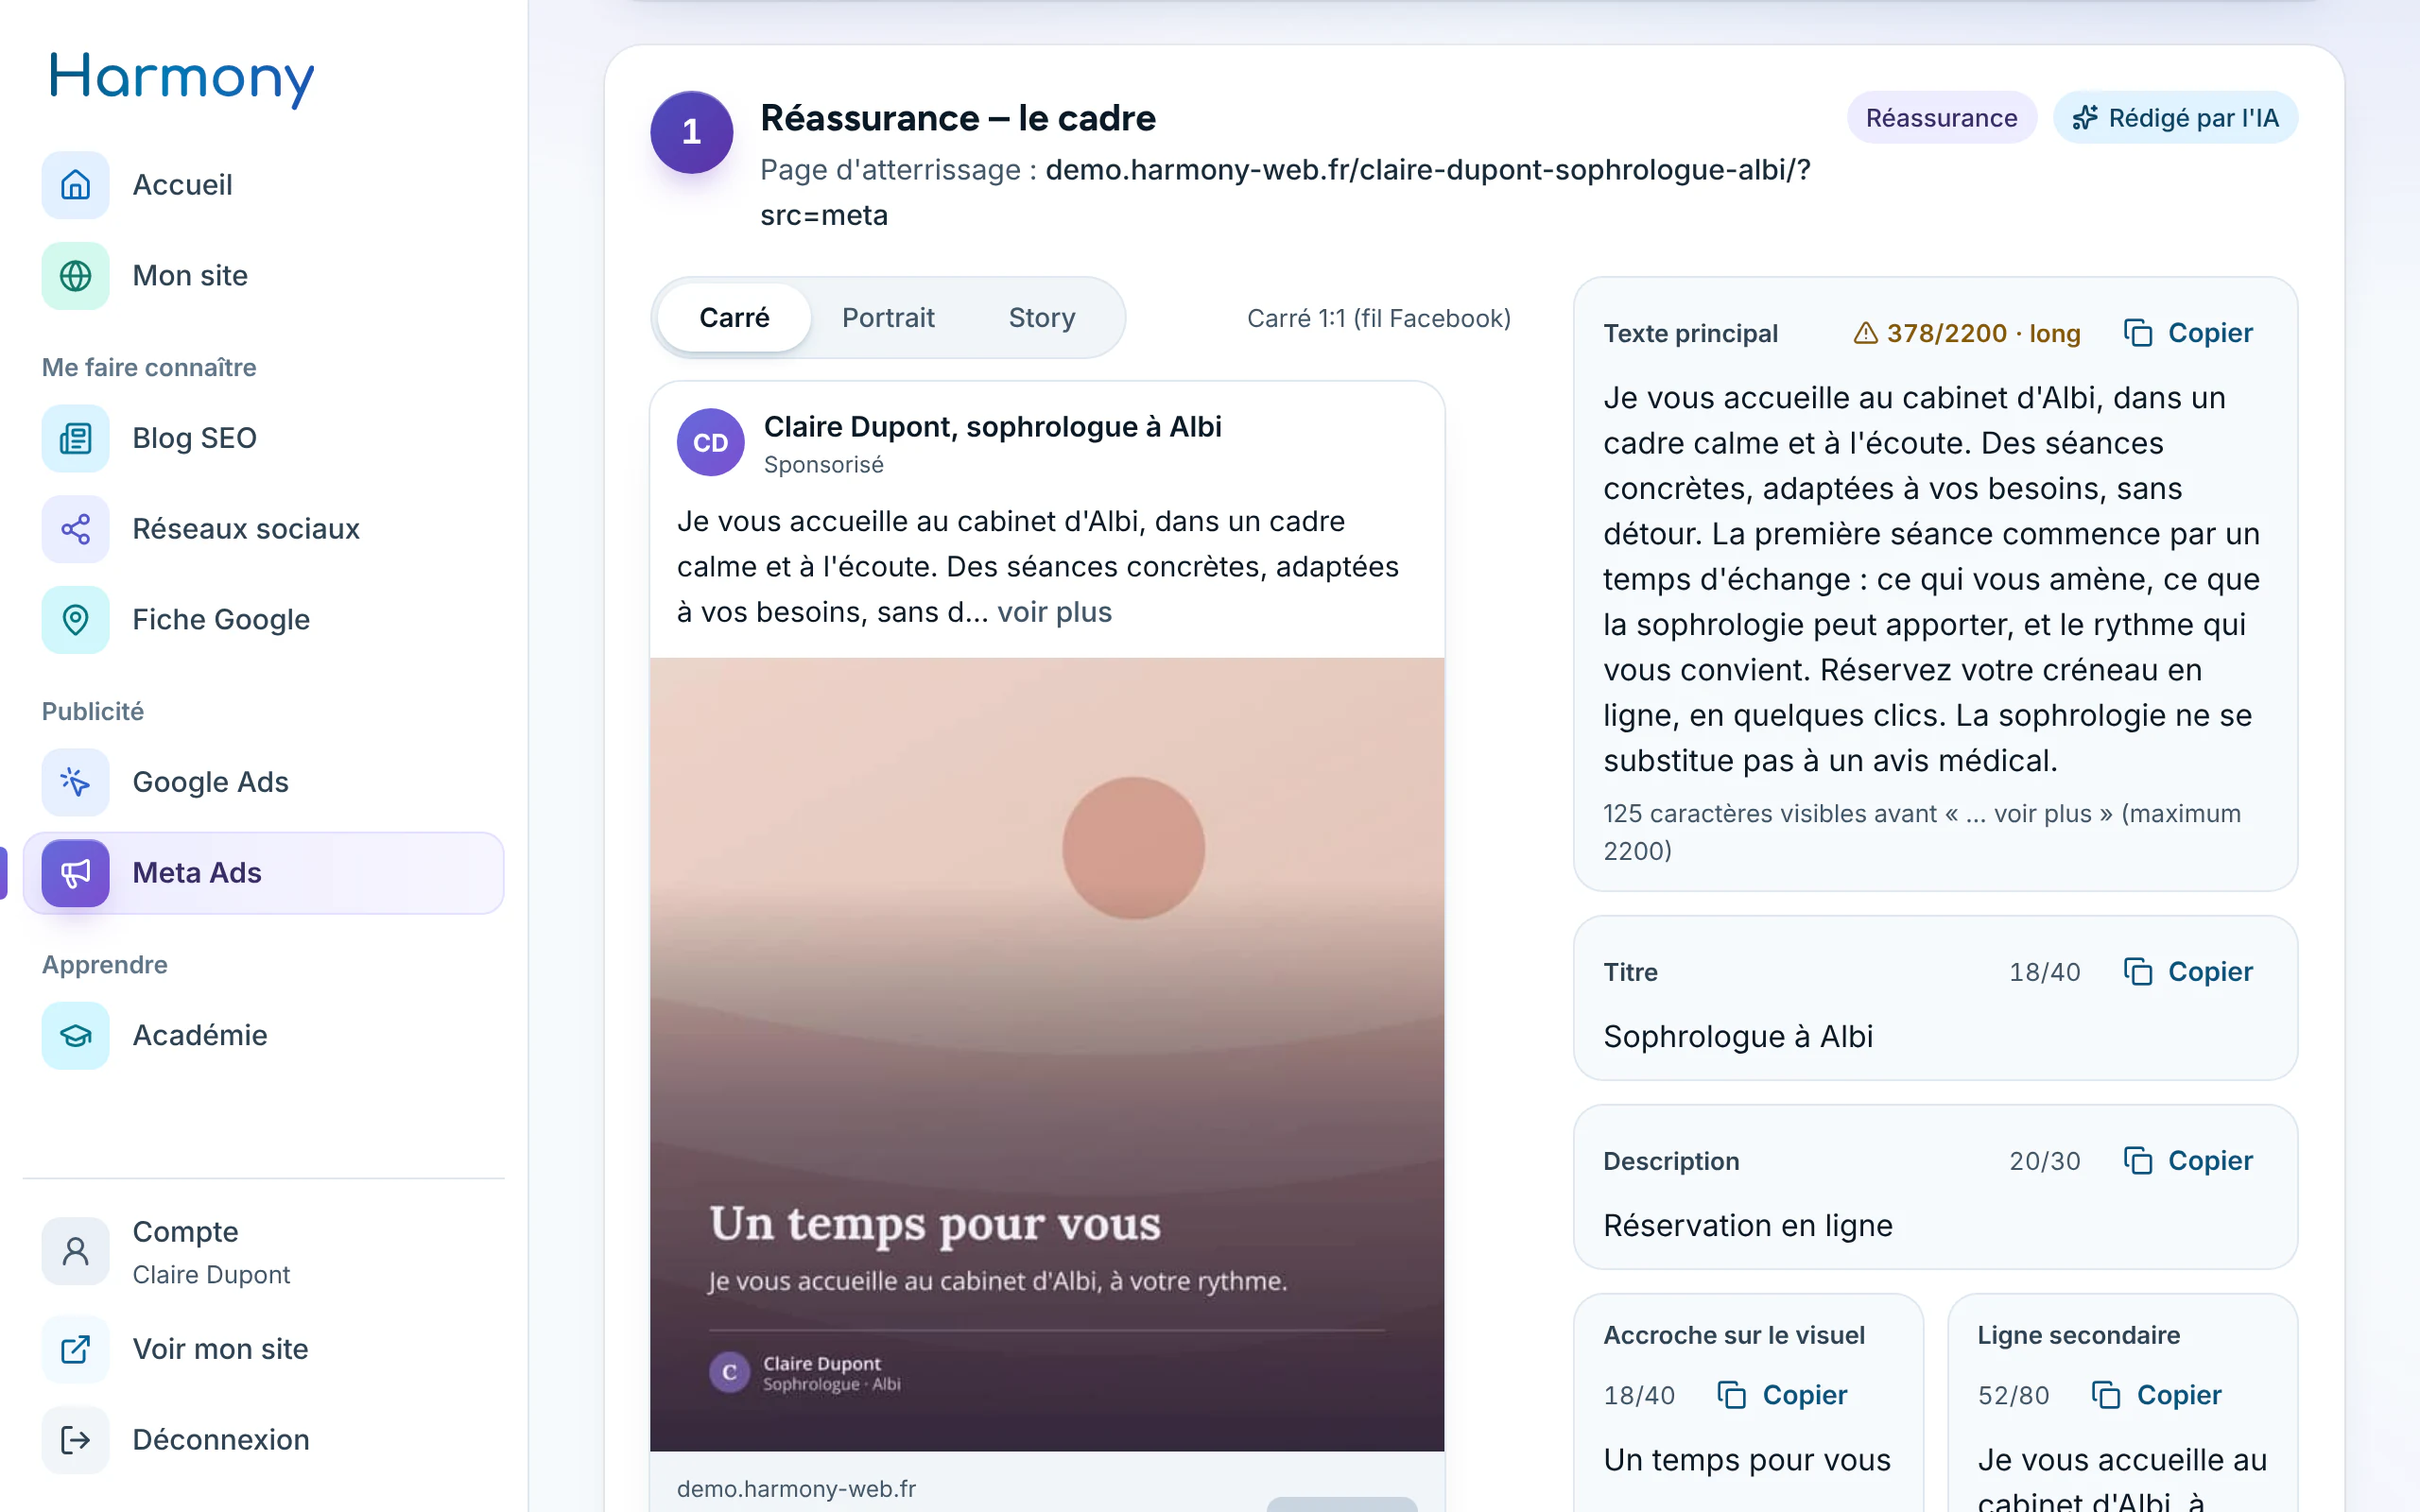 Harmony
Accueil
Mon site
Me faire connaître
Blog SEO
Réseaux sociaux
Fiche Google
Publicité
Google Ads
Meta Ads
Apprendre
Académie
Compte
Claire Dupont
Voir mon site
Déconnexion
1
Réassurance – le cadre
Page d'atterrissage : demo.harmony-web.fr/claire-dupont-sophrologue-albi/?
src=meta
Réassurance
Rédigé par l'IA
Carré
Portrait
Story
Carré 1:1 (fil Facebook)
CD
Claire Dupont, sophrologue à Albi
Sponsorisé
Je vous accueille au cabinet d'Albi, dans un cadre
calme et à l'écoute. Des séances concrètes, adaptées
à vos besoins, sans d... voir plus
Un temps pour vous
Je vous accueille au cabinet d'Albi, à votre rythme.
C
Claire Dupont
Sophrologue · Albi
demo.harmony-web.fr
Texte principal
378/2200 · long
Copier
Je vous accueille au cabinet d'Albi, dans un
cadre calme et à l'écoute. Des séances
concrètes, adaptées à vos besoins, sans
détour. La première séance commence par un
temps d'échange : ce qui vous amène, ce que
la sophrologie peut apporter, et le rythme qui
vous convient. Réservez votre créneau en
ligne, en quelques clics. La sophrologie ne se
substitue pas à un avis médical.
125 caractères visibles avant « ... voir plus » (maximum
2200)
Titre
18/40
Copier
Sophrologue à Albi
Description
20/30
Copier
Réservation en ligne
Accroche sur le visuel
18/40
Copier
Un temps pour vous
Ligne secondaire
52/80
Copier
Je vous accueille au
cabinet d'Albi, à